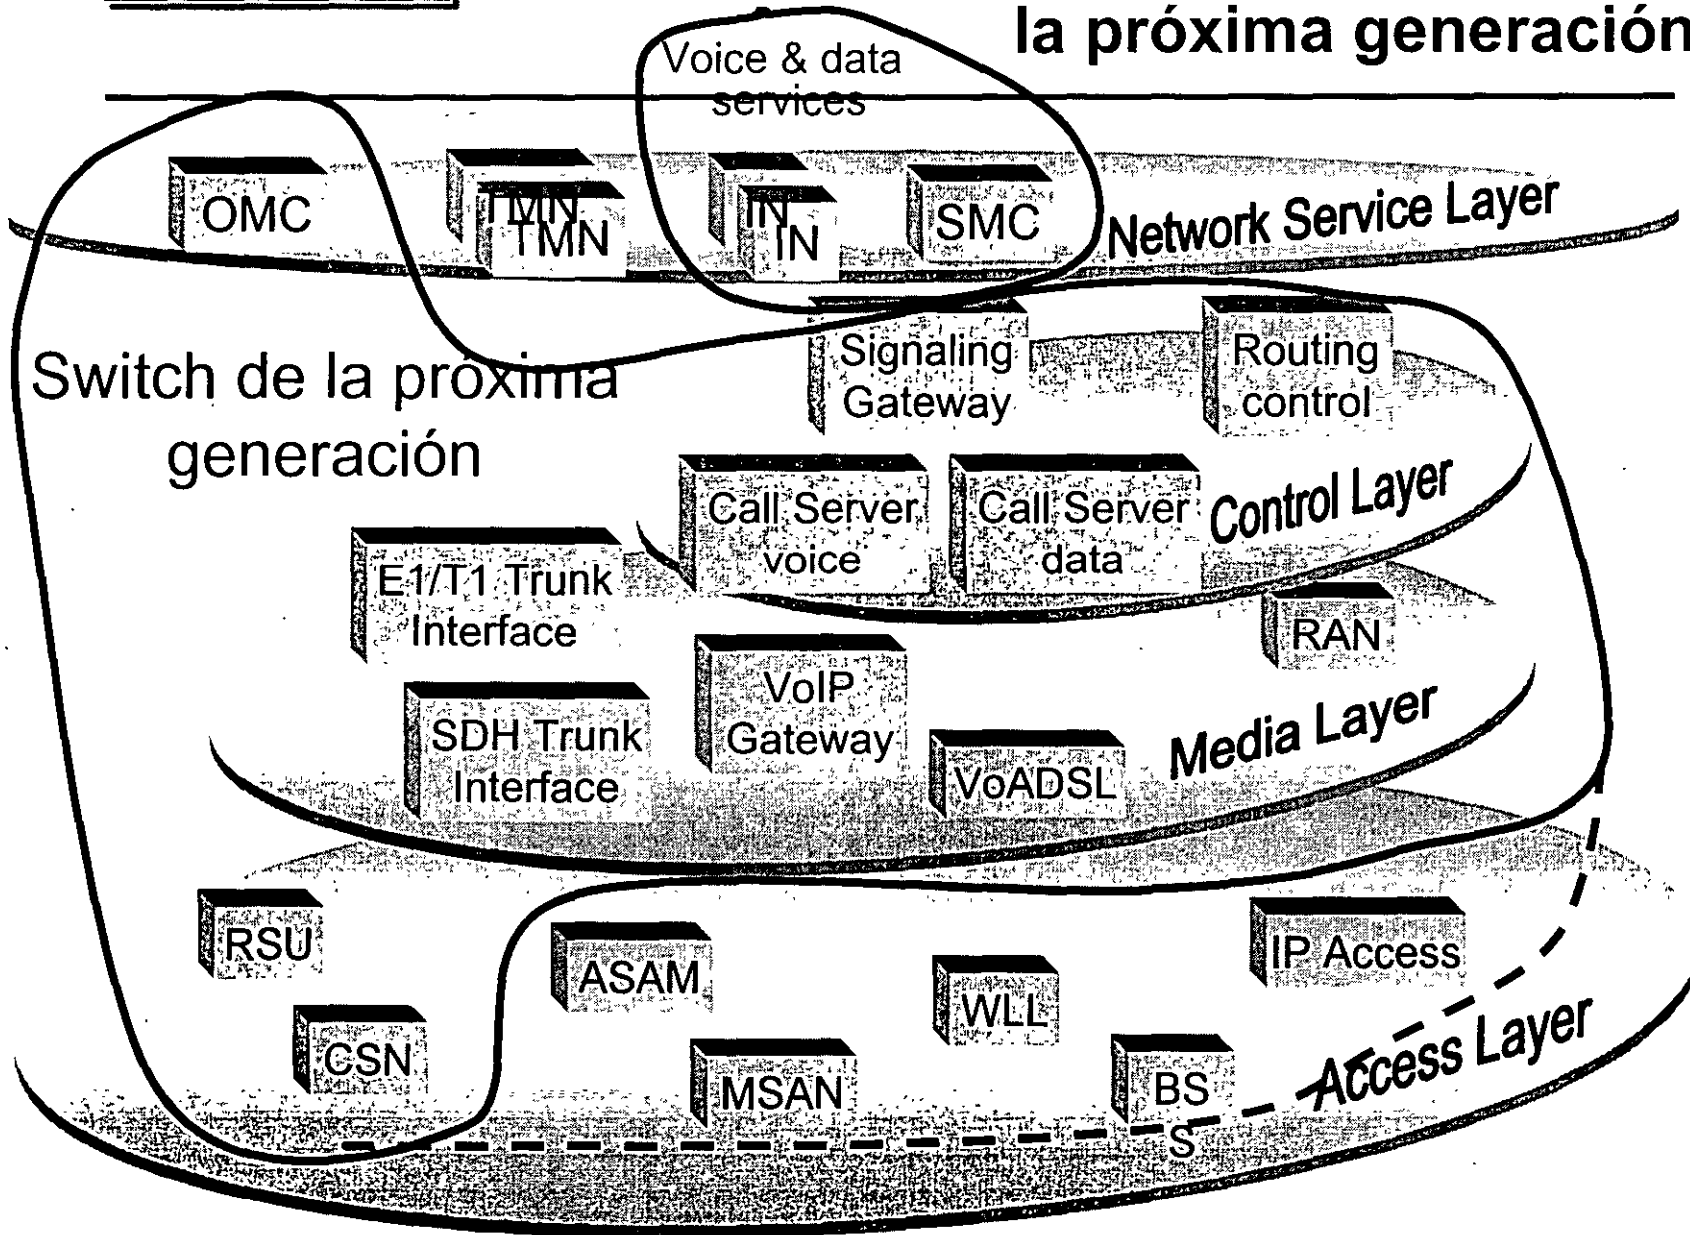 la próxima generación
Voice & data
services
OMC
TMN
TMN
IN
IN
SMC
Network Service Layer
Switch de la próxima
generación
Signaling
Gateway
Routing
control
Call Server
voice
Call Server
data
Control Layer
E1/T1 Trunk
Interface
RAN
VoIP
Gateway
SDH Trunk
Interface
VoADSL
Media Layer
RSU
ASAM
IP Access
WLL
CSN
MSAN
BS
S
Access Layer